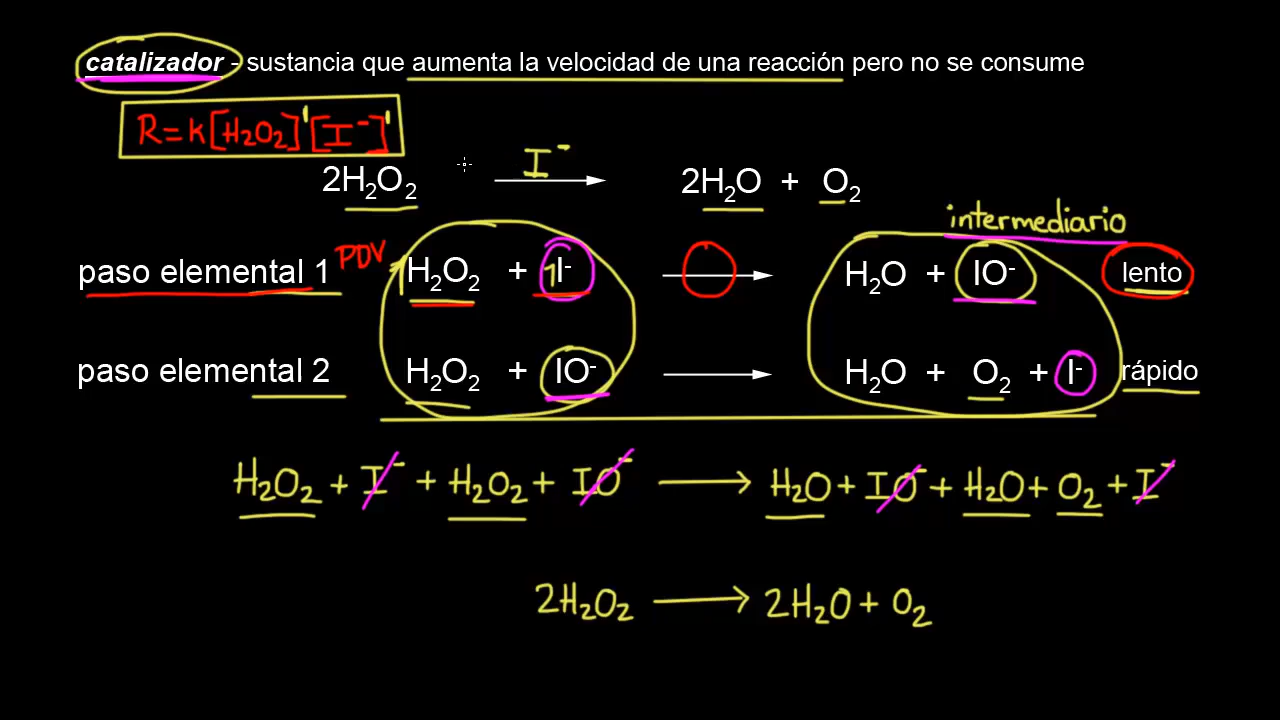 catalizador - sustancia que aumenta la velocidad de una reacción pero no se consume
R = k[H₂O₂]¹[I⁻]¹
2H₂O₂ I⁻ → 2H₂O + O₂
intermediario
paso elemental 1 PDV 1 H₂O₂ + 1 I⁻ → H₂O + IO⁻ lento
paso elemental 2 H₂O₂ + IO⁻ → H₂O + O₂ + I⁻ rápido
H₂O₂ + I⁻ + H₂O₂ + IO⁻ → H₂O + IO⁻ + H₂O + O₂ + I⁻
2H₂O₂ → 2H₂O + O₂